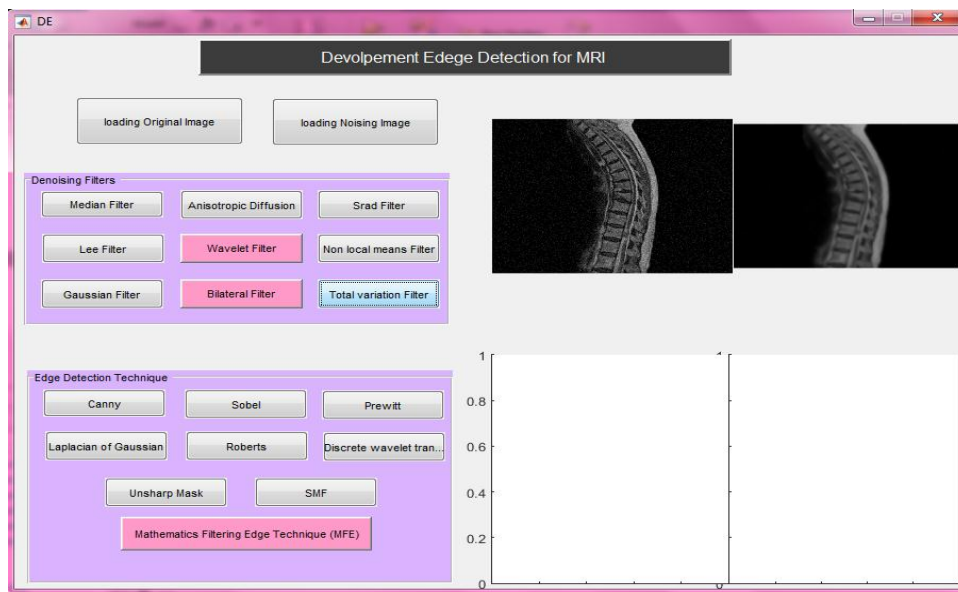 DE
Devolpement Edege Detection for MRI
loading Original Image
loading Noising Image
Denoising Filters
Median Filter
Anisotropic Diffusion
Srad Filter
Lee Filter
Wavelet Filter
Non local means Filter
Gaussian Filter
Bilateral Filter
Total variation Filter
Edge Detection Technique
Canny
Sobel
Prewitt
Laplacian of Gaussian
Roberts
Discrete wavelet tran...
Unsharp Mask
SMF
Mathematics Filtering Edge Technique (MFE)
1
0.8
0.6
0.4
0.2
0